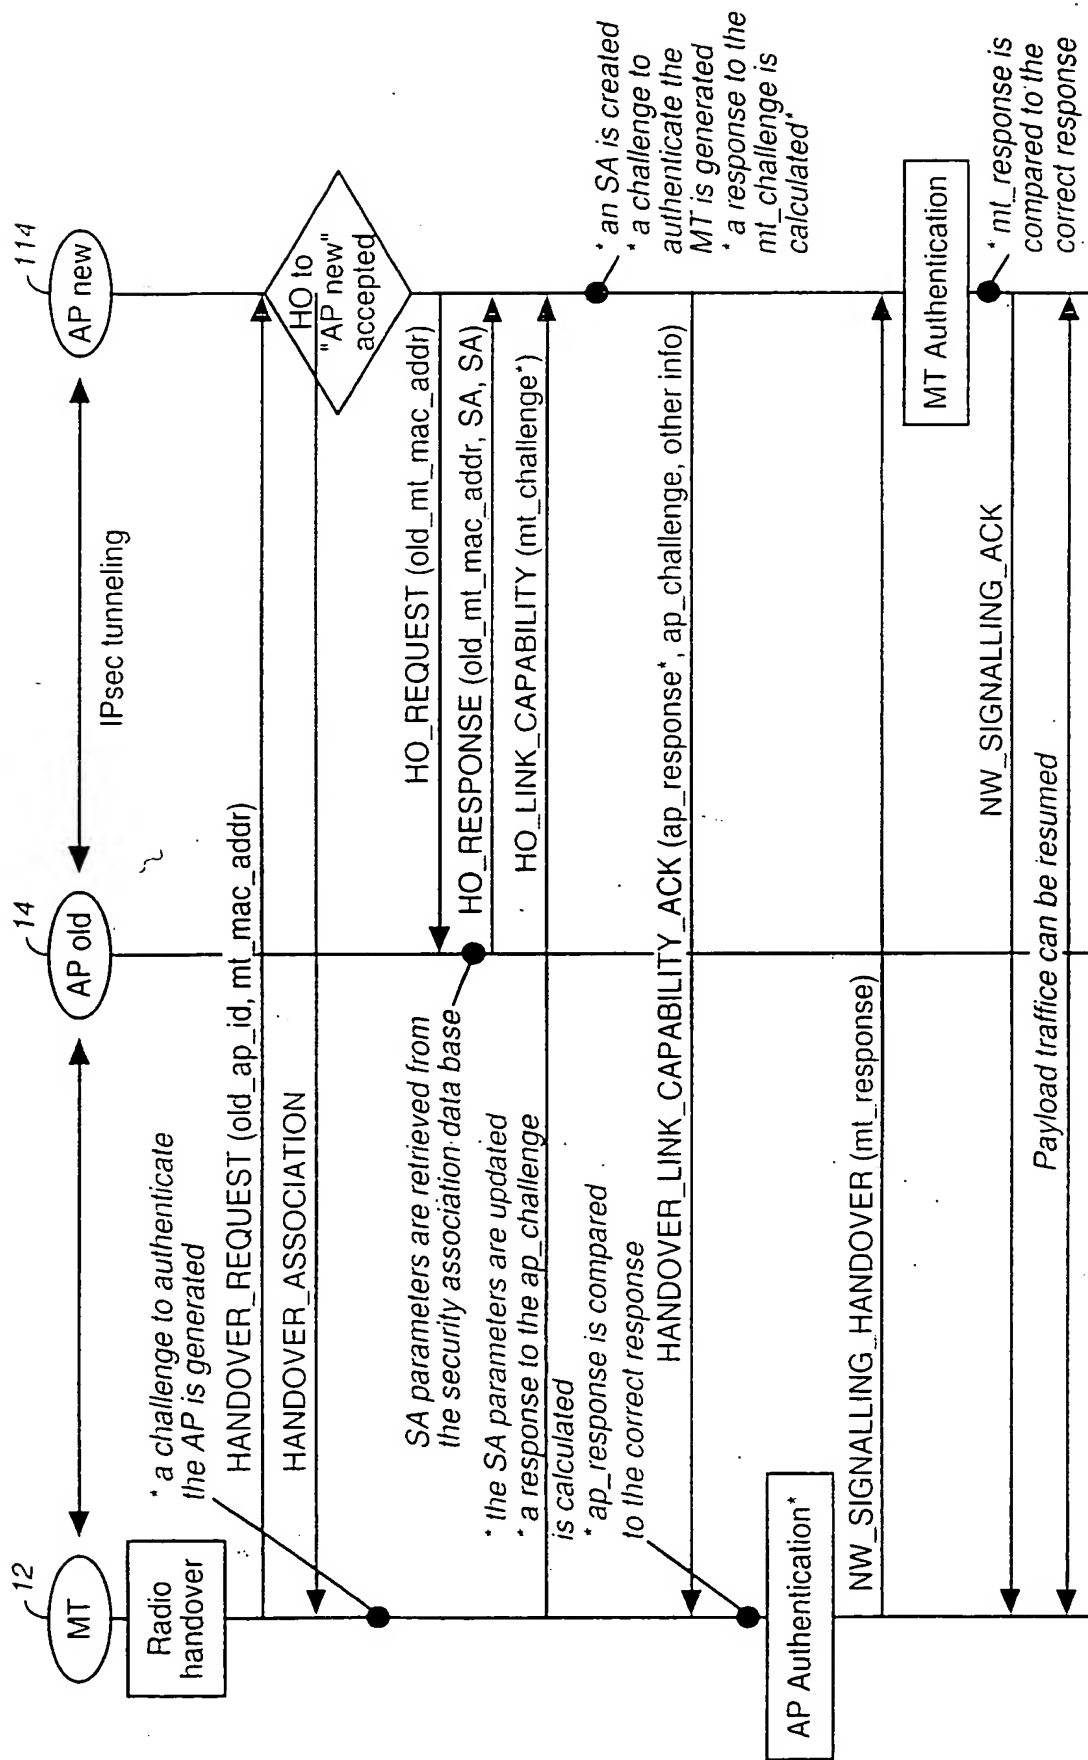 12
MT
14
AP old
IPsec tunneling
114
AP new
Radio
handover
* a challenge to authenticate
the AP is generated
HANDOVER_REQUEST (old_ap_id, mt_mac_addr)
HANDOVER_ASSOCIATION
HO to
"AP new"
accepted
HO_REQUEST (old_mt_mac_addr)
SA parameters are retrieved from
the security association data base
HO_RESPONSE (old_mt_mac_addr, SA, SA)
* the SA parameters are updated
* a response to the ap_challenge
is calculated
HO_LINK_CAPABILITY (mt_challenge*)
* an SA is created
* a challenge to
authenticate the
MT is generated
* a response to the
mt_challenge is
calculated*
* ap_response is compared
to the correct response
HANDOVER_LINK_CAPABILITY_ACK (ap_response*, ap_challenge, other info)
AP Authentication*
NW_SIGNALLING_HANDOVER (mt_response)
MT Authentication
* mt_response is
compared to the
correct response
NW_SIGNALLING_ACK
Payload traffice can be resumed